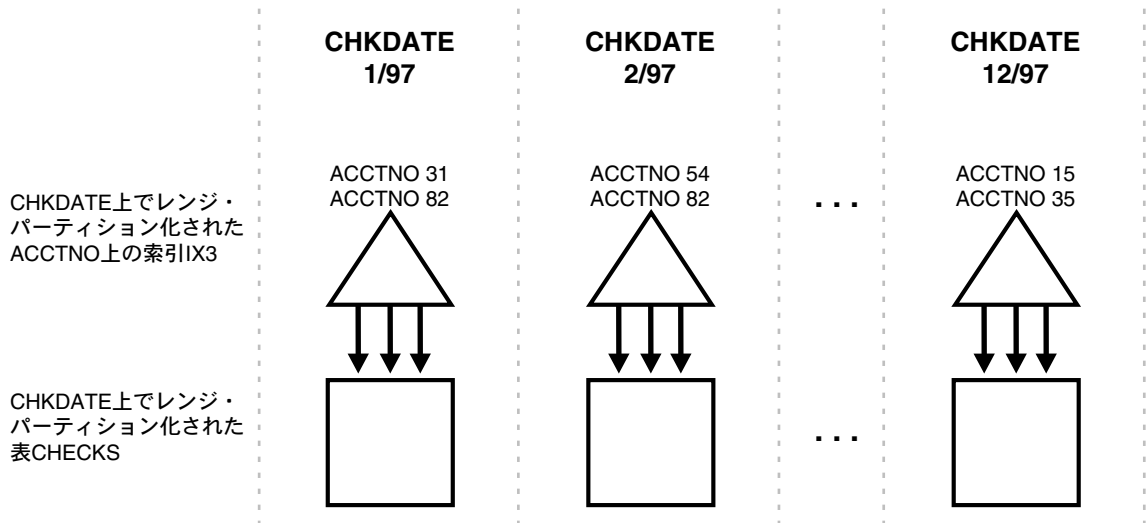 CHKDATE
1/97
CHKDATE
2/97
CHKDATE
12/97
CHKDATE上でレンジ・
パーティション化された
ACCTNO上の索引IX3
ACCTNO 31
ACCTNO 82
ACCTNO 54
ACCTNO 82
. . .
ACCTNO 15
ACCTNO 35
CHKDATE上でレンジ・
パーティション化された
表CHECKS
. . .